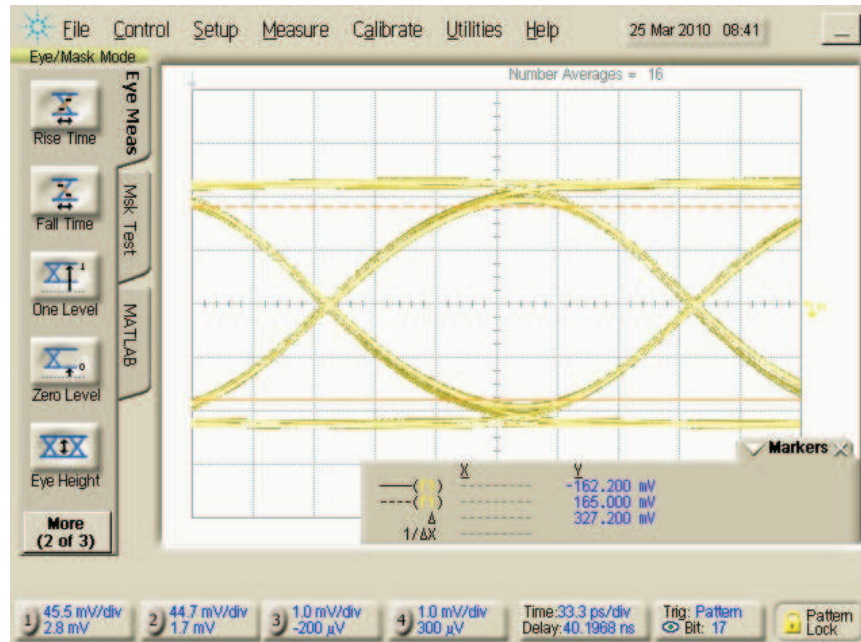 File Control Setup Measure Calibrate Utilities Help 25 Mar 2010 08:41
Eye/Mask Mode
Number Averages = 16
Eye Meas
Msk Test
MATLAB
Rise Time
Fall Time
One Level
Zero Level
Eye Height
More
(2 of 3)
Markers
X Y
-162.200 mV
165.000 mV
Δ 327.200 mV
1/ΔX
1 45.5 mV/div
2.8 mV
2 44.7 mV/div
1.7 mV
3 1.0 mV/div
-200 μV
4 1.0 mV/div
300 μV
Time:33.3 ps/div
Delay:40.1968 ns
Trig: Pattern
Bit: 17
Pattern
Lock